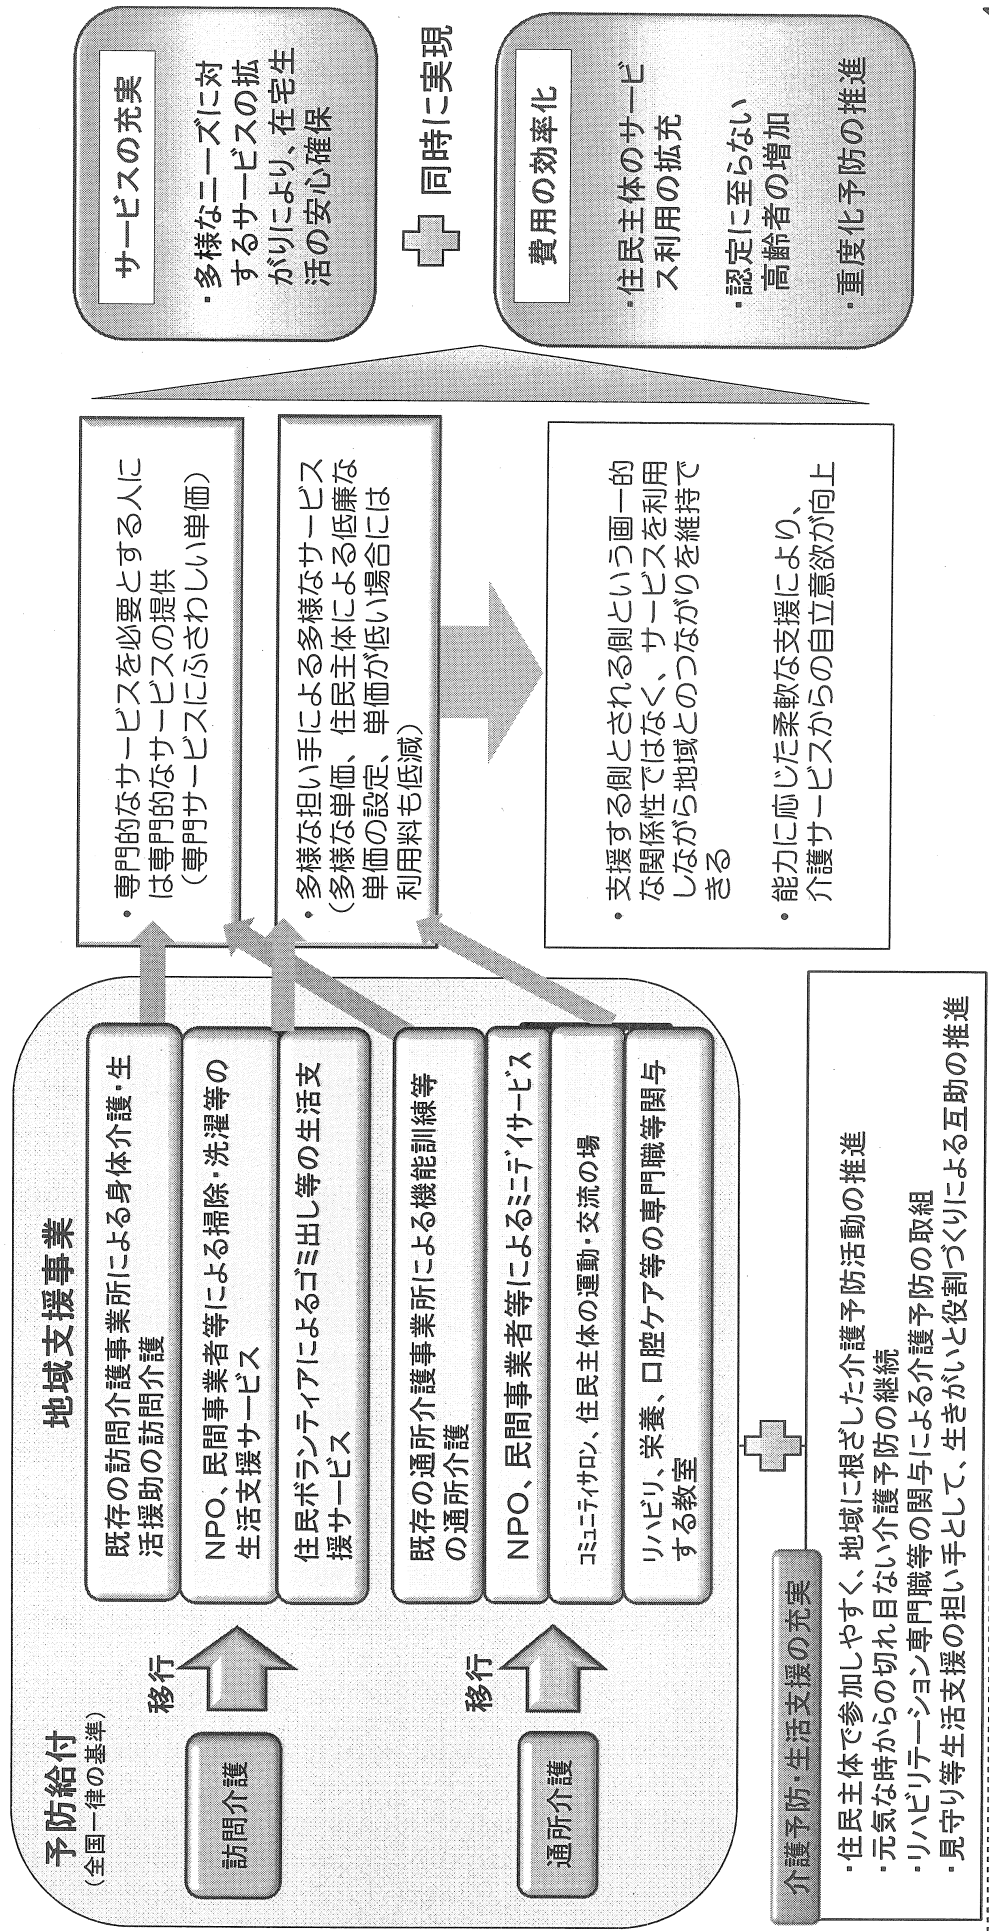 予防給付
(全国一律の基準)
地域支援事業
訪問介護
移行
既存の訪問介護事業所による身体介護・生
活援助の訪問介護
NPO、民間事業者等による掃除・洗濯等の
生活支援サービス
住民ボランティアによるゴミ出し等の生活支
援サービス
通所介護
移行
既存の通所介護事業所による機能訓練等
の通所介護
NPO、民間事業者等によるミニデイサービス
コミュニティサロン、住民主体の運動・交流の場
リハビリ、栄養、口腔ケア等の専門職等関与
する教室
・専門的なサービスを必要とする人に
は専門的なサービスの提供
(専門サービスにふさわしい単価)
・多様な担い手による多様なサービス
(多様な単価、住民主体による低廉な
単価の設定、単価が低い場合には
利用料も低減)
・支援する側とされる側という画一的
な関係性ではなく、サービスを利用
しながら地域とのつながりを維持で
きる
・能力に応じた柔軟な支援により、
介護サービスからの自立意欲が向上
サービスの充実
・多様なニーズに対
するサービスの拡
がりにより、在宅生
活の安心確保
同時に実現
費用の効率化
・住民主体のサービ
ス利用の拡充
・認定に至らない
高齢者の増加
・重度化予防の推進
介護予防・生活支援の充実
・住民主体で参加しやすく、地域に根ざした介護予防活動の推進
・元気な時からの切れ目ない介護予防の継続
・リハビリテーション専門職等の関与による介護予防の取組
・見守り等生活支援の担い手として、生きがいと役割づくりによる互助の推進